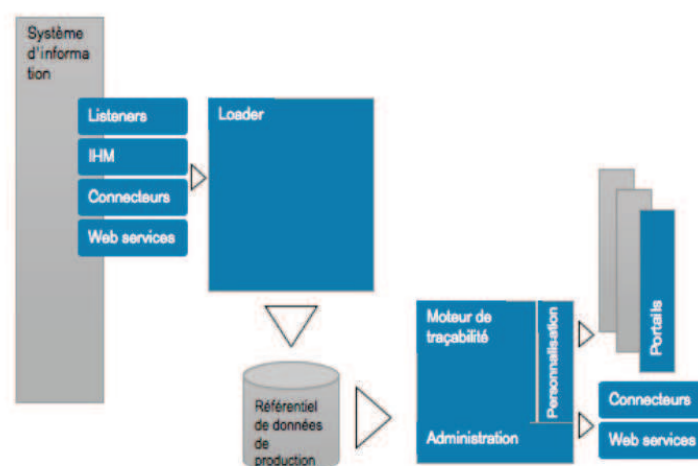 Système
d'informa
tion
Listeners
IHM
Connecteurs
Web services
Loader
Référentiel
de données
de
production
Moteur de
traçabilité
Personnalisation
Administration
Portails
Connecteurs
Web services